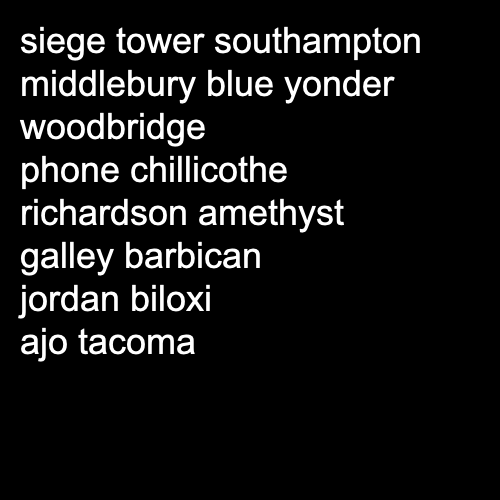 siege tower southampton
middlebury blue yonder
woodbridge
phone chillicothe
richardson amethyst
galley barbican
jordan biloxi
ajo tacoma